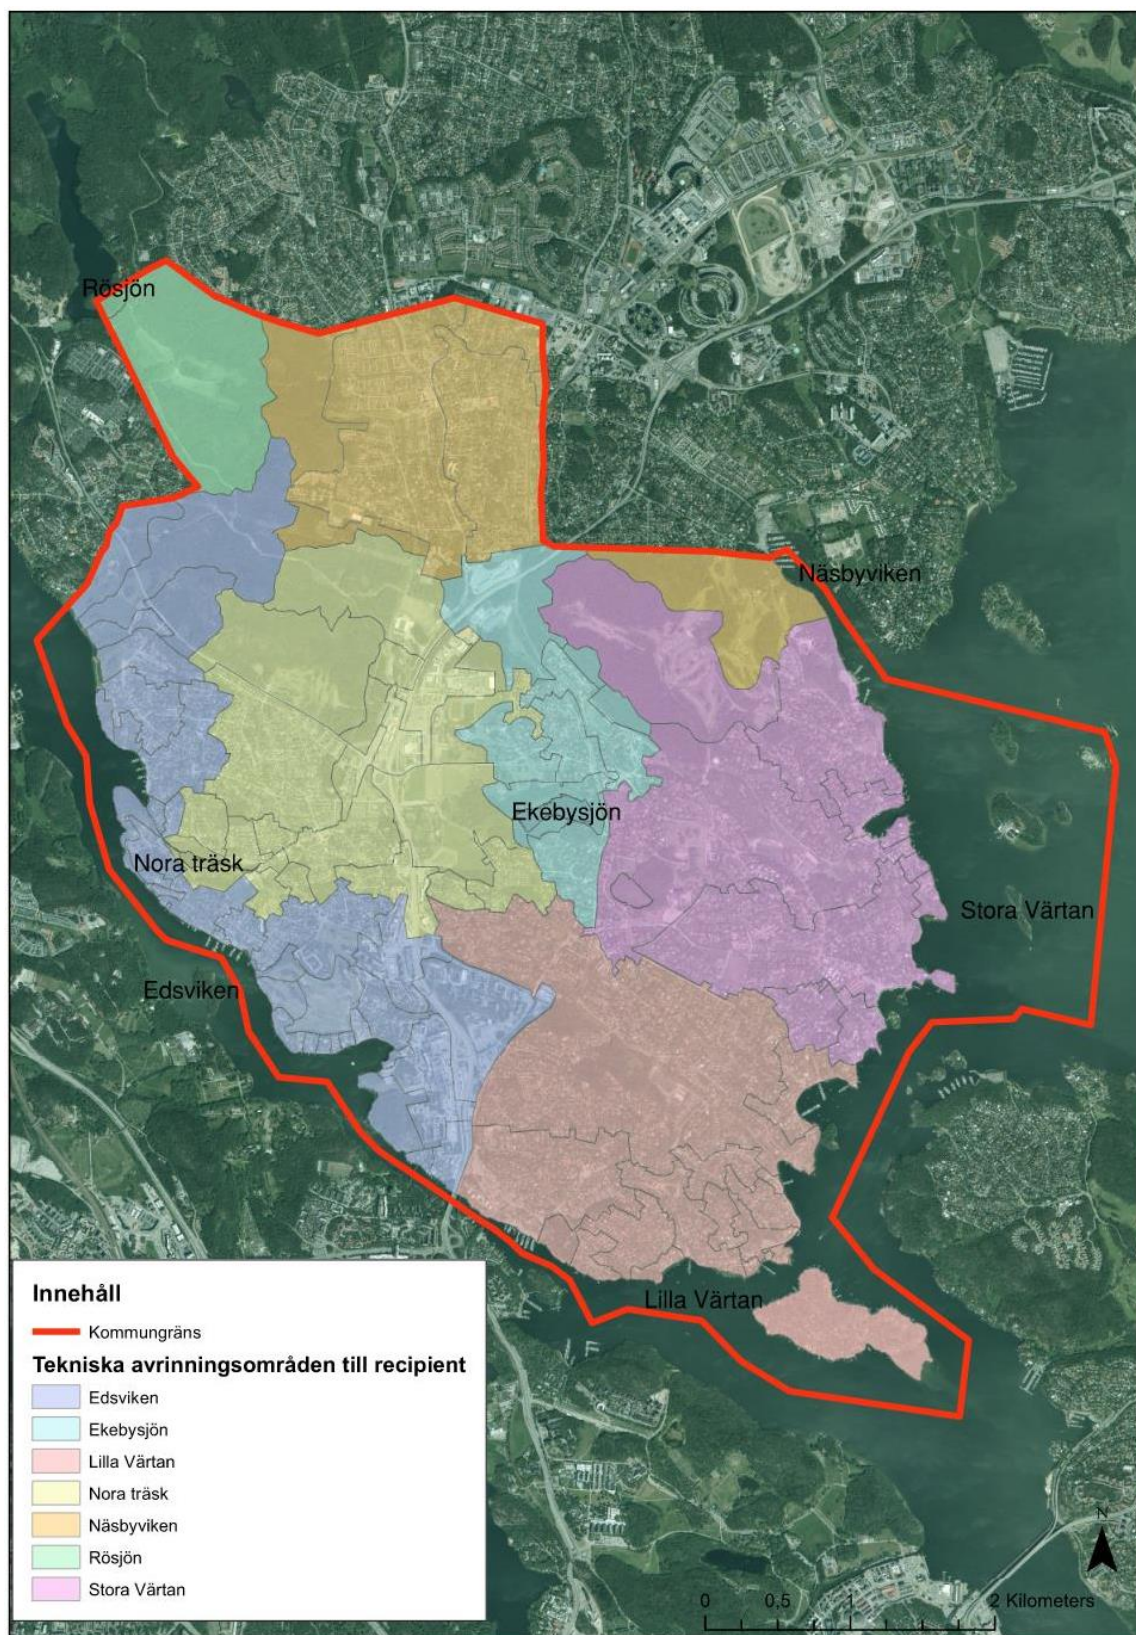 Rösjön
Näsbyviken
Ekebysjön
Nora träsk
Stora Värtan
Edsviken
Lilla Värtan
Innehåll
Kommungräns
Tekniska avrinningsområden till recipient
Edsviken
Ekebysjön
Lilla Värtan
Nora träsk
Näsbyviken
Rösjön
Stora Värtan
N
0 0,5 1 2 Kilometers